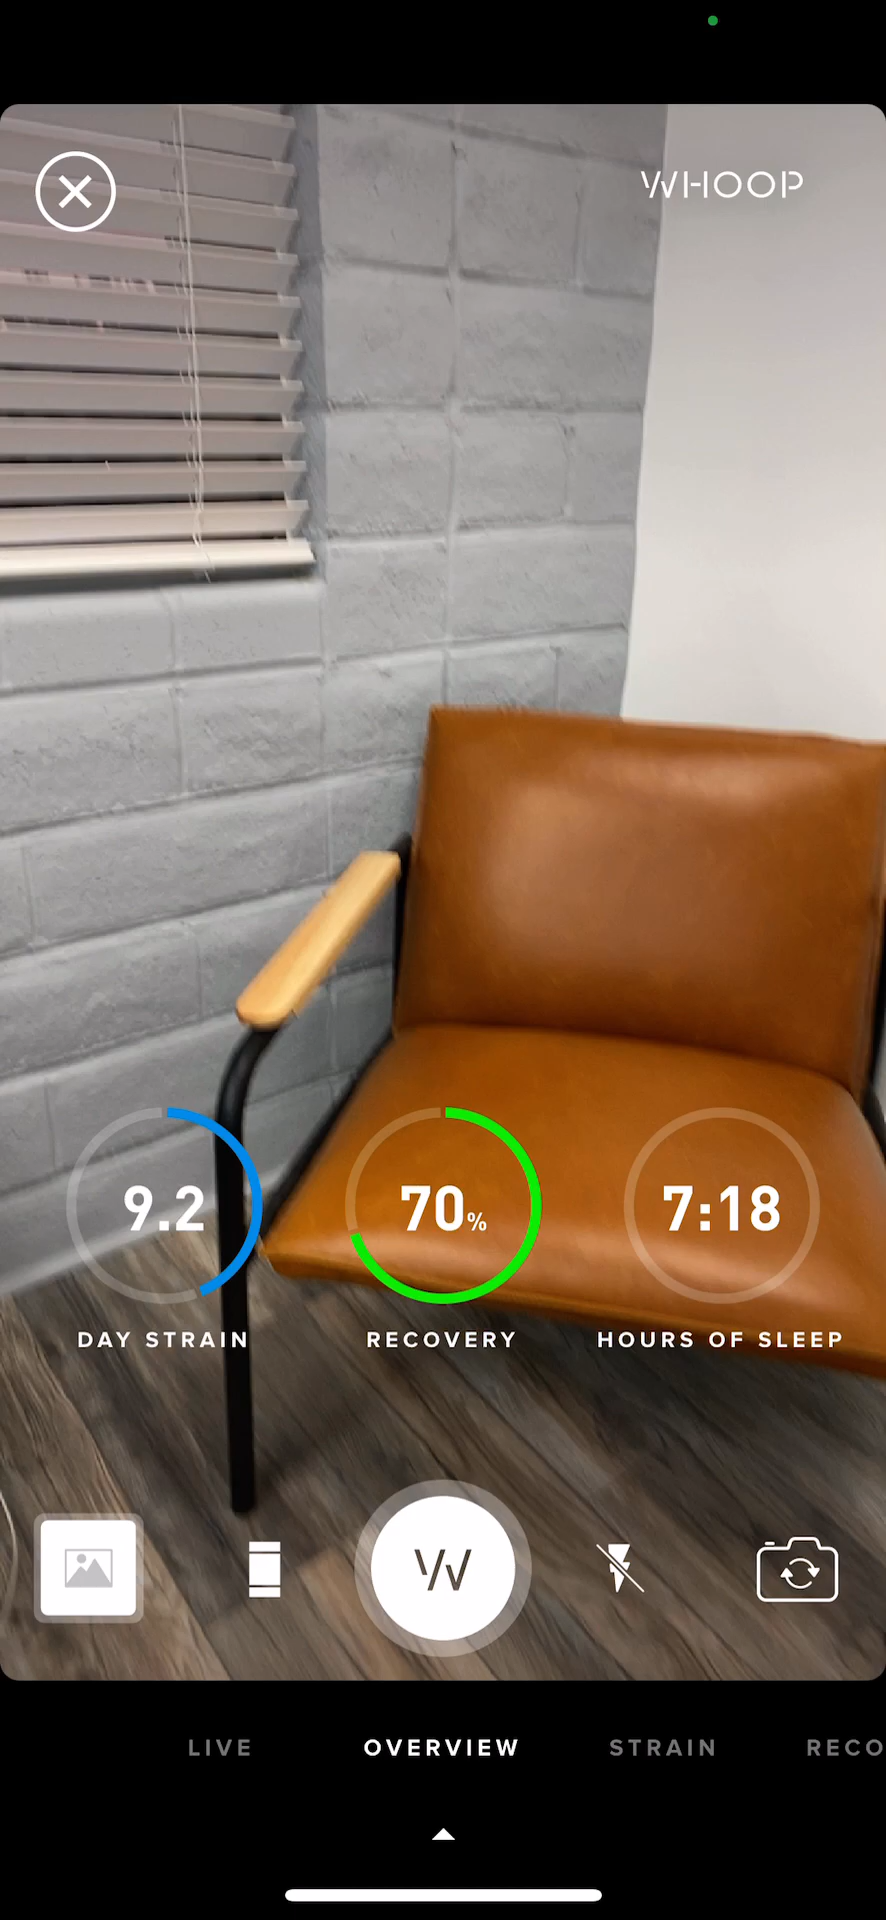 WHOOP
9.2
70%
7:18
DAY STRAIN
RECOVERY
HOURS OF SLEEP
LIVE
OVERVIEW
STRAIN
RECO